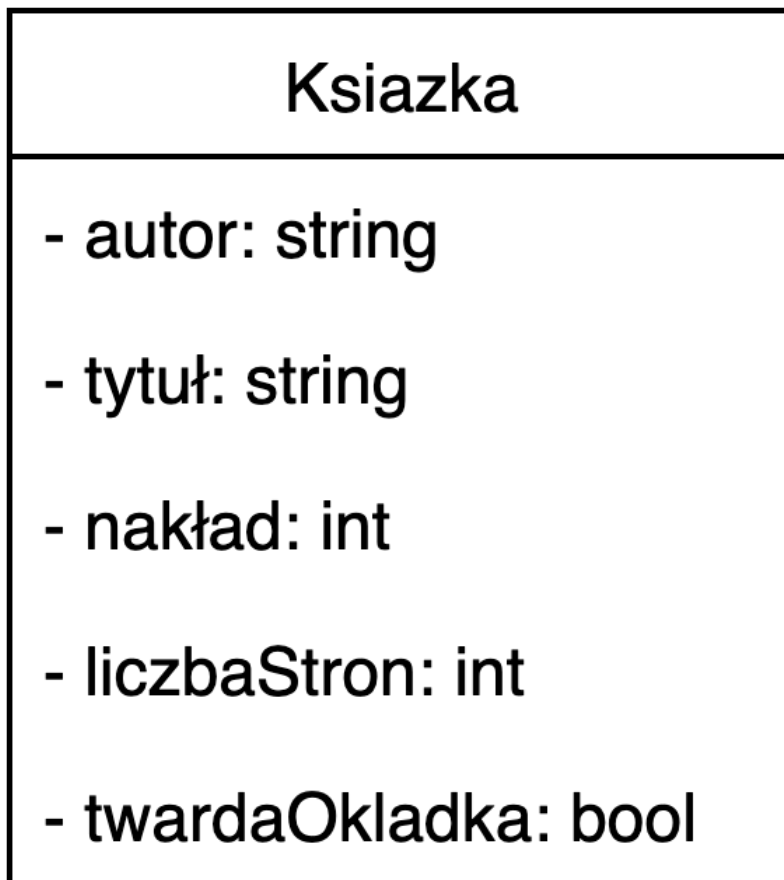 Ksiazka
- autor: string
- tytuł: string
- nakład: int
- liczbaStron: int
- twardaOkladka: bool